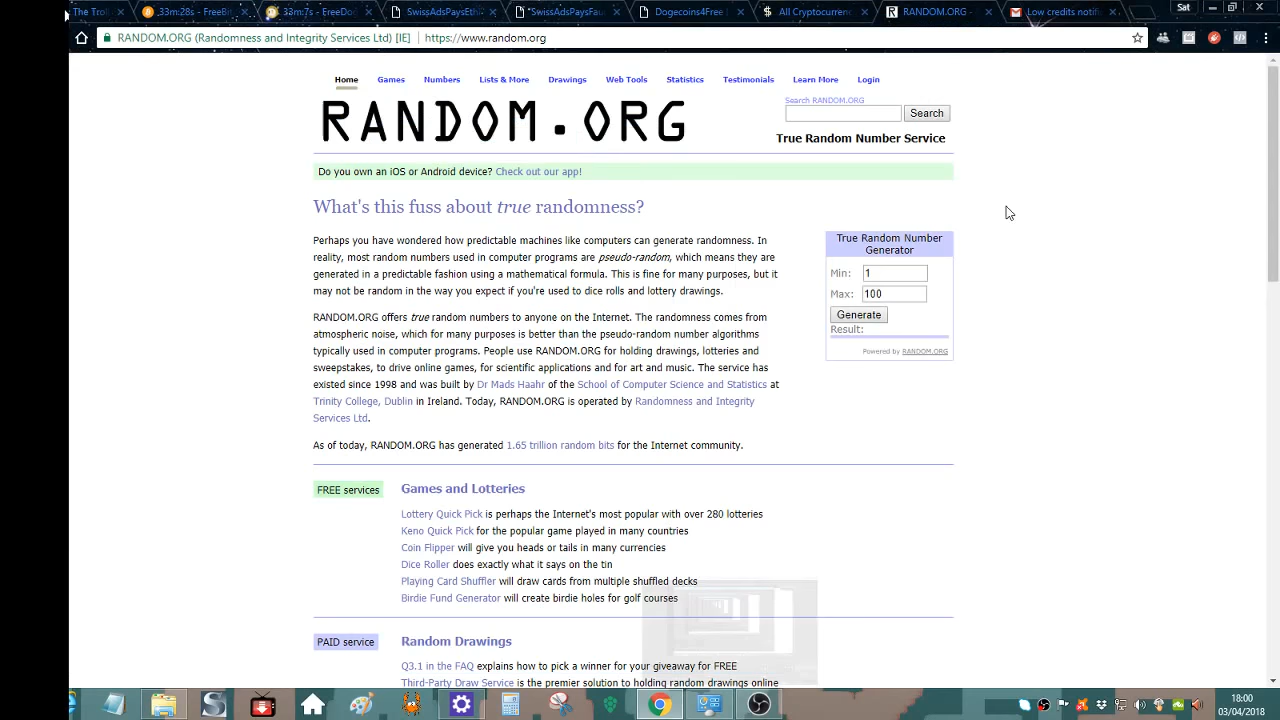 The Troll
33m:28s - FreeBit
33m:7s - FreeDo
SwissAdsPaysEth
"SwissAdsPaysFau
Dogecoins4Free
All Cryptocurrenc
RANDOM.ORG
Low credits notifi
Sat
RANDOM.ORG (Randomness and Integrity Services Ltd) [IE]
https://www.random.org
Home Games Numbers Lists & More Drawings Web Tools Statistics Testimonials Learn More Login
Search RANDOM.ORG
RANDOM.ORG
Search
True Random Number Service
Do you own an iOS or Android device? Check out our app!
What's this fuss about true randomness?
Perhaps you have wondered how predictable machines like computers can generate randomness. In
reality, most random numbers used in computer programs are pseudo-random, which means they are
generated in a predictable fashion using a mathematical formula. This is fine for many purposes, but it
may not be random in the way you expect if you're used to dice rolls and lottery drawings.
RANDOM.ORG offers true random numbers to anyone on the Internet. The randomness comes from
atmospheric noise, which for many purposes is better than the pseudo-random number algorithms
typically used in computer programs. People use RANDOM.ORG for holding drawings, lotteries and
sweepstakes, to drive online games, for scientific applications and for art and music. The service has
existed since 1998 and was built by Dr Mads Haahr of the School of Computer Science and Statistics at
Trinity College, Dublin in Ireland. Today, RANDOM.ORG is operated by Randomness and Integrity
Services Ltd.
As of today, RANDOM.ORG has generated 1.65 trillion random bits for the Internet community.
True Random Number
Generator
Min: 1
Max: 100
Generate
Result:
Powered by RANDOM.ORG
FREE services
Games and Lotteries
Lottery Quick Pick is perhaps the Internet's most popular with over 280 lotteries
Keno Quick Pick for the popular game played in many countries
Coin Flipper will give you heads or tails in many currencies
Dice Roller does exactly what it says on the tin
Playing Card Shuffler will draw cards from multiple shuffled decks
Birdie Fund Generator will create birdie holes for golf courses
PAID service
Random Drawings
Q3.1 in the FAQ explains how to pick a winner for your giveaway for FREE
Third-Party Draw Service is the premier solution to holding random drawings online
18:00
03/04/2018